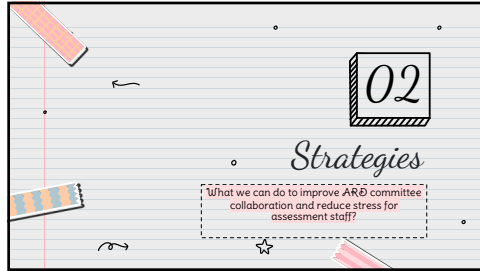 02
Strategies
What we can do to improve ARD committee
collaboration and reduce stress for
assessment staff?